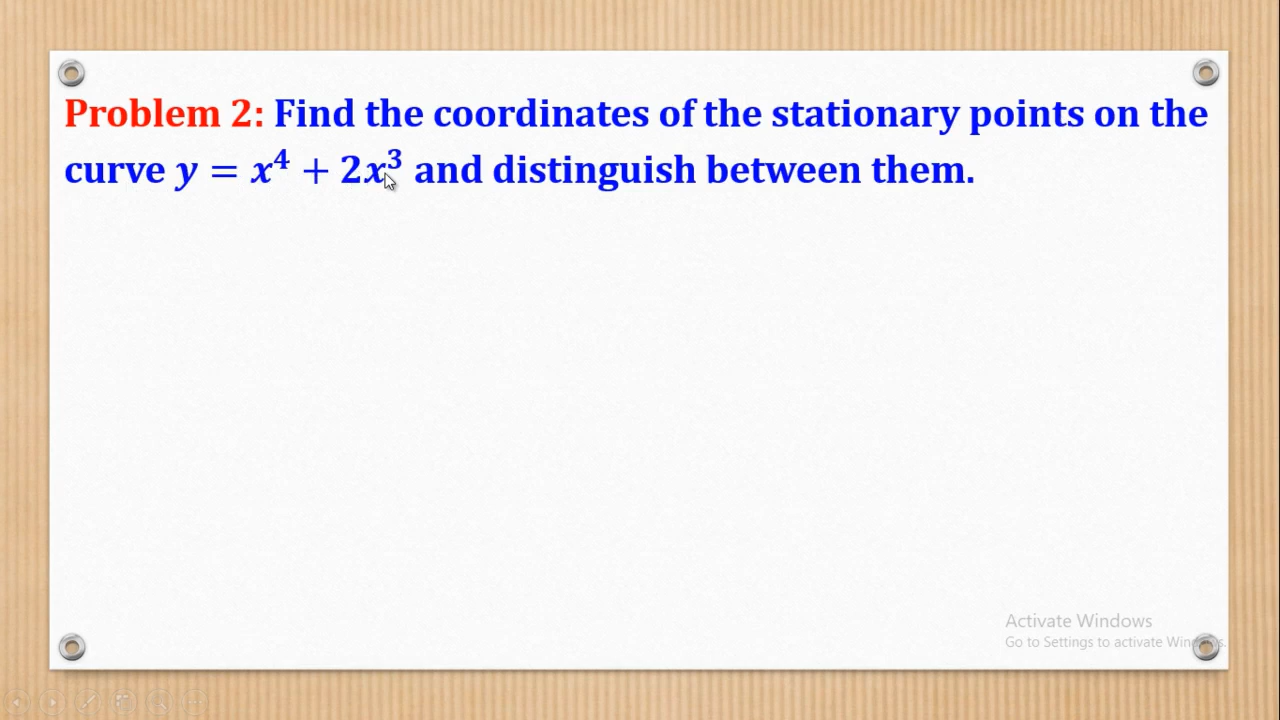 Problem 2: Find the coordinates of the stationary points on the
curve y = x⁴ + 2x³ and distinguish between them.
Activate Windows
Go to Settings to activate Windows.